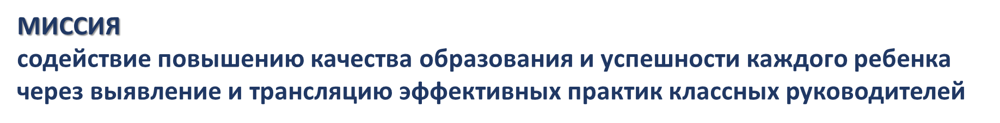 МИССИЯ
содействие повышению качества образования и успешности каждого ребенка
через выявление и трансляцию эффективных практик классных руководителей